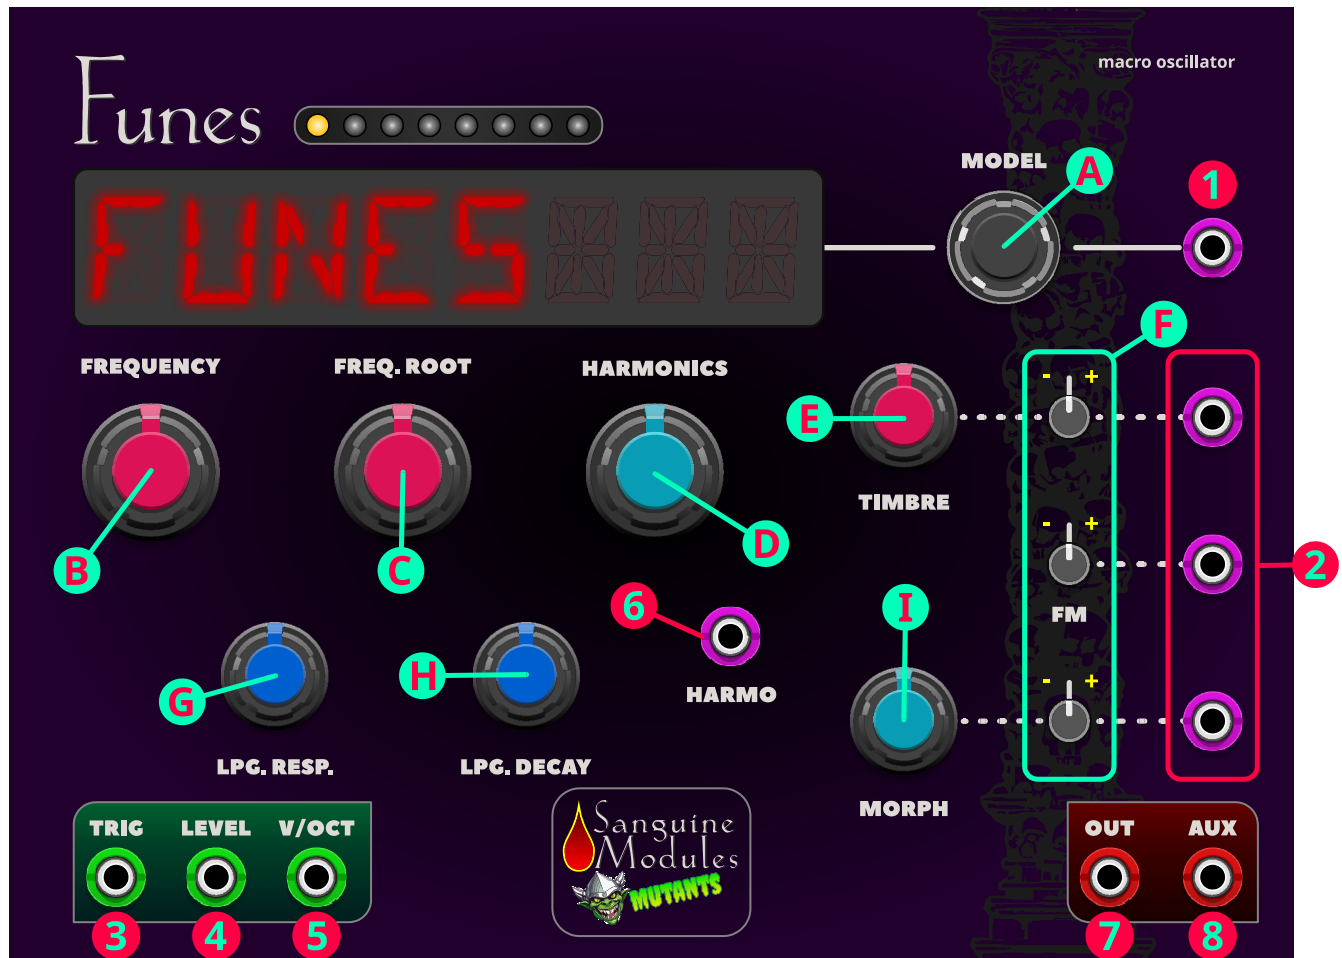 Funes
macro oscillator
MODEL
A
1
FUNES
F
FREQUENCY
FREQ. ROOT
HARMONICS
- +
E
TIMBRE
B
C
D
- +
2
FM
6
I
G
H
HARMO
- +
LPG. RESP.
LPG. DECAY
MORPH
TRIG
LEVEL
V/OCT
Sanguine
Modules
MUTANTS
OUT
AUX
3
4
5
7
8